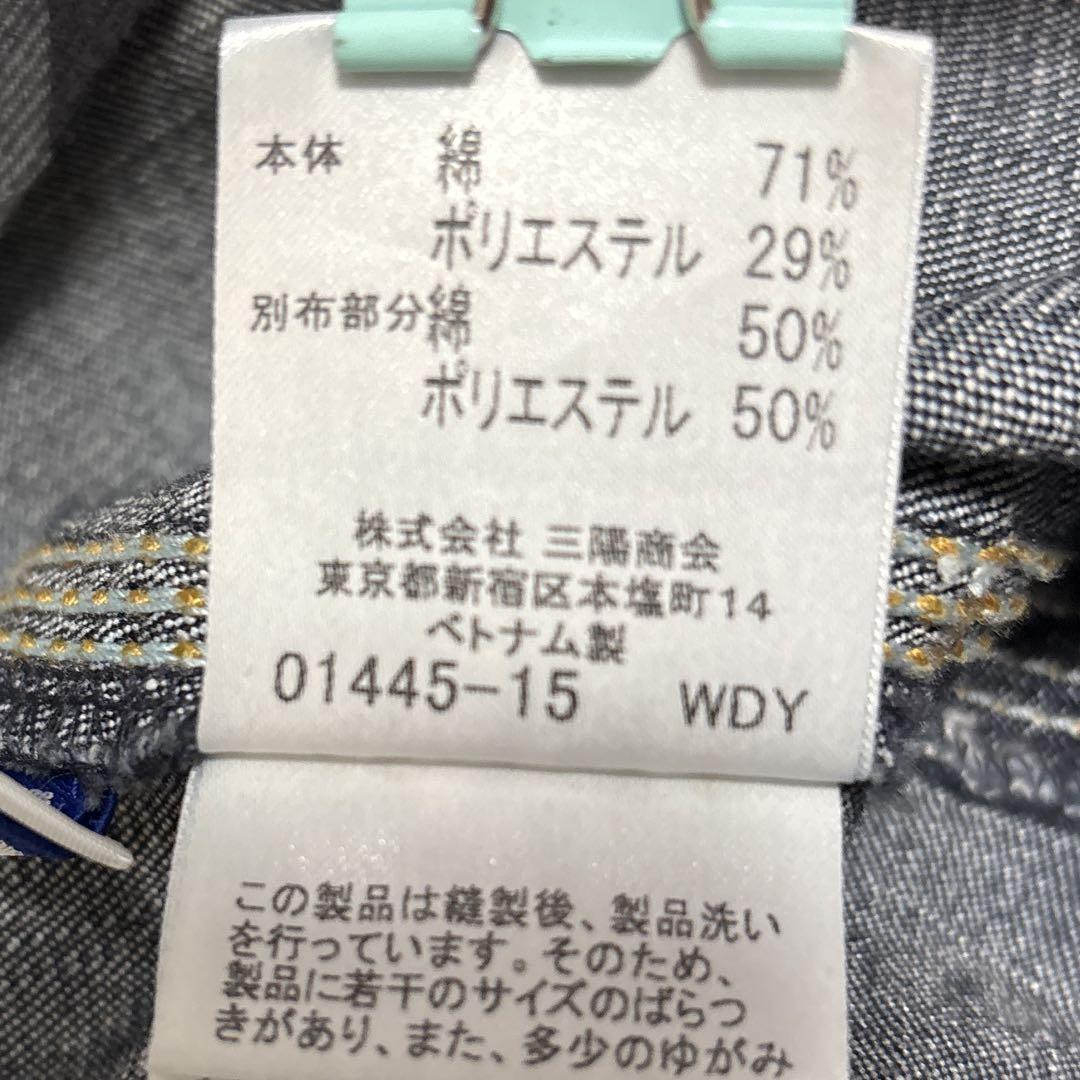 本体 綿 71%
ポリエステル 29%
別布部分 綿 50%
ポリエステル 50%
株式会社 三陽商会
東京都新宿区本塩町14
ベトナム製
01445-15 WDY
この製品は縫製後、製品洗い
を行っています。そのため、
製品に若干のサイズのばらつ
きがあり、また、多少のゆがみ